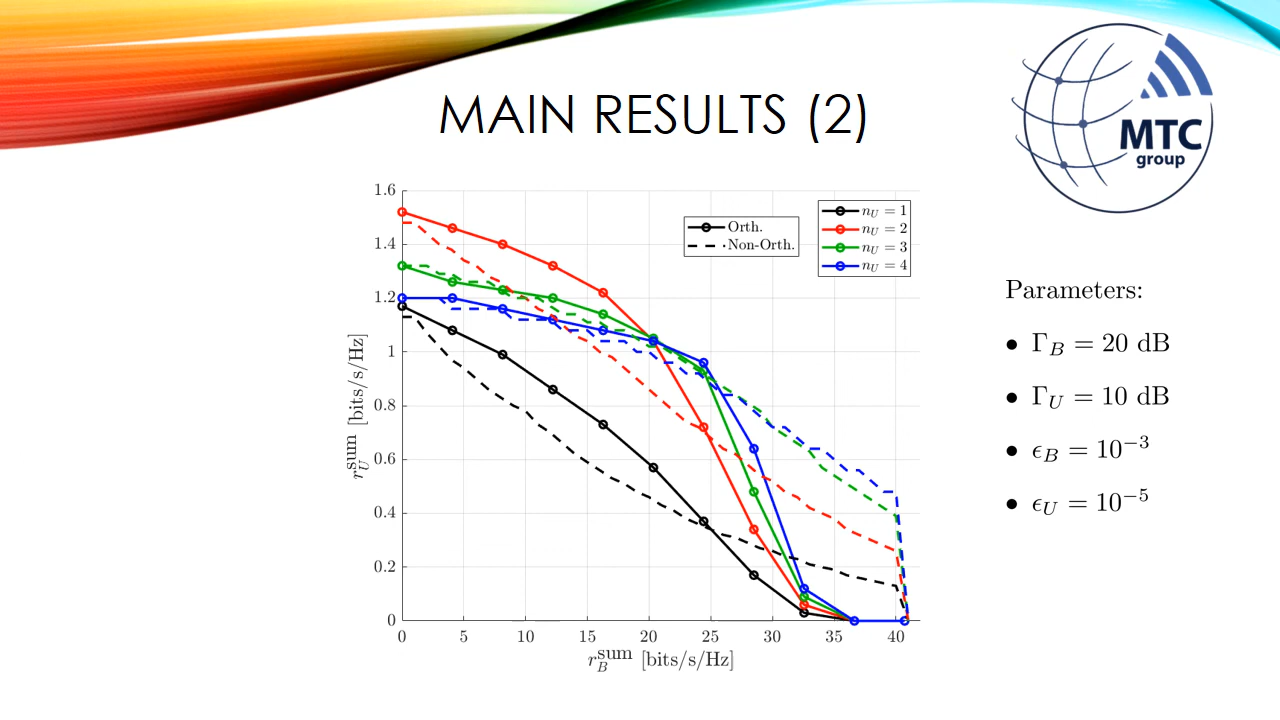 MAIN RESULTS (2)
MTC
group
1.6
1.4
1.2
1
0.8
0.6
0.4
0.2
0
r_U^sum [bits/s/Hz]
Orth.
Non-Orth.
n_U = 1
n_U = 2
n_U = 3
n_U = 4
0 5 10 15 20 25 30 35 40
r_B^sum [bits/s/Hz]
Parameters:
• Γ_B = 20 dB
• Γ_U = 10 dB
• ϵ_B = 10^−3
• ϵ_U = 10^−5